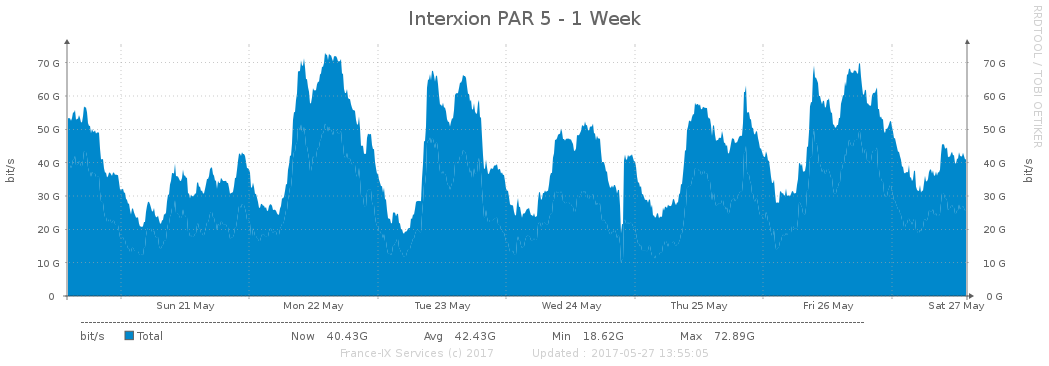 Interxion PAR 5 - 1 Week
RRDTOOL / TOBI OETIKER
bit/s
70 G
60 G
50 G
40 G
30 G
20 G
10 G
0
70 G
60 G
50 G
40 G
30 G
20 G
10 G
0 G
bit/s
Sun 21 May Mon 22 May Tue 23 May Wed 24 May Thu 25 May Fri 26 May Sat 27 May
bit/s Total Now 40.43G Avg 42.43G Min 18.62G Max 72.89G
France-IX Services (c) 2017 Updated : 2017-05-27 13:55:05